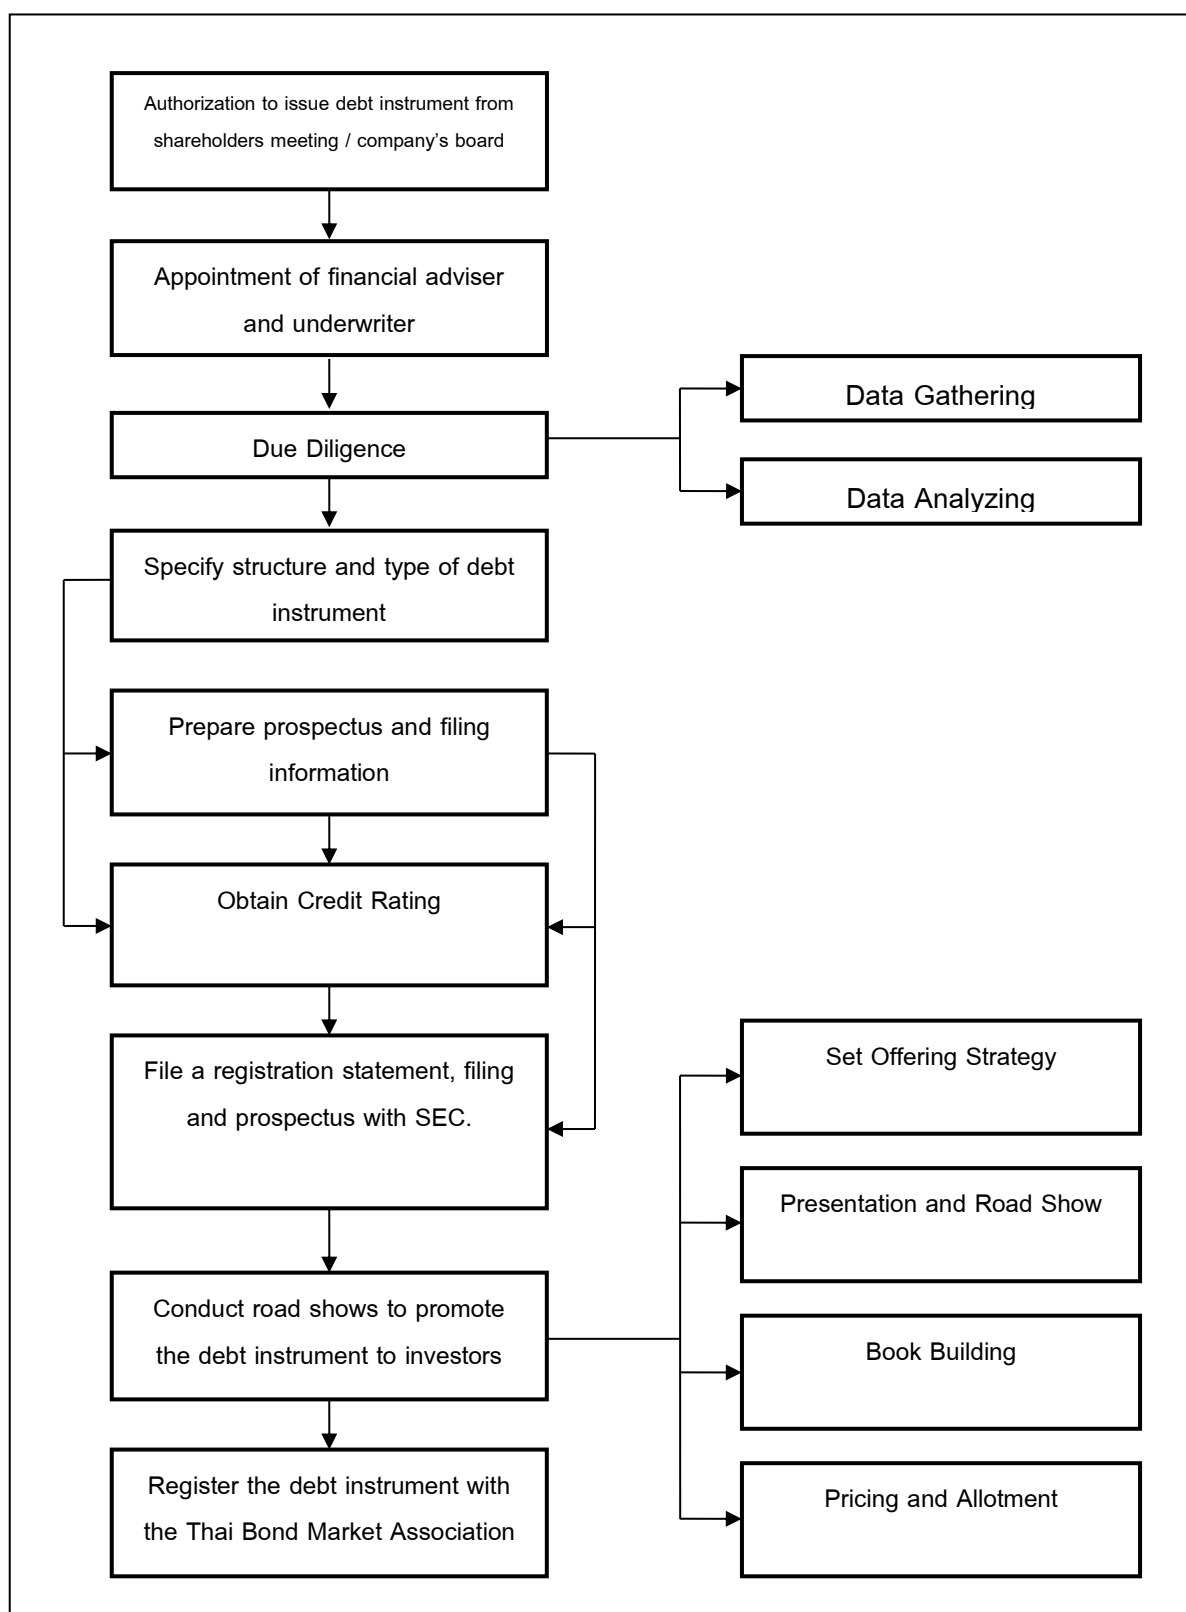 Authorization to issue debt instrument from
shareholders meeting / company’s board
Appointment of financial adviser
and underwriter
Data Gathering
Due Diligence
Data Analyzing
Specify structure and type of debt
instrument
Prepare prospectus and filing
information
Obtain Credit Rating
File a registration statement, filing
and prospectus with SEC.
Set Offering Strategy
Presentation and Road Show
Conduct road shows to promote
the debt instrument to investors
Book Building
Register the debt instrument with
the Thai Bond Market Association
Pricing and Allotment